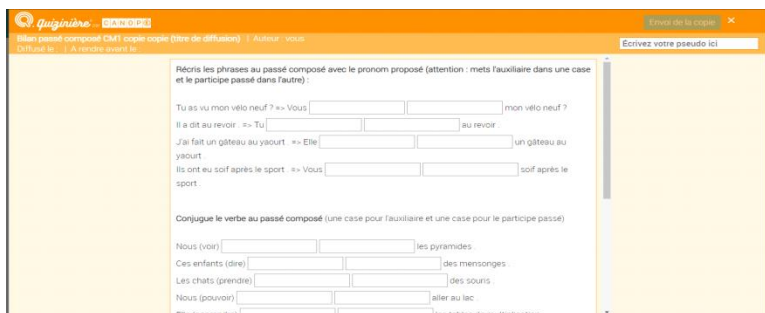 Quizinière par CANOPÉ
Envoi de la copie ×
Bilan passé composé CM1 copie copie (titre de diffusion) | Auteur : vous
Diffusé le : | A rendre avant le :
Écrivez votre pseudo ici
Récris les phrases au passé composé avec le pronom proposé (attention : mets l'auxiliaire dans une case
et le participe passé dans l'autre) :
Tu as vu mon vélo neuf ? => Vous mon vélo neuf ?
Il a dit au revoir . => Tu au revoir .
J'ai fait un gâteau au yaourt . => Elle un gâteau au
yaourt .
Ils ont eu soif après le sport . => Vous soif après le
sport .
Conjugue le verbe au passé composé (une case pour l'auxiliaire et une case pour le participe passé)
Nous (voir) les pyramides .
Ces enfants (dire) des mensonges .
Les chats (prendre) des souris .
Nous (pouvoir) aller au lac .